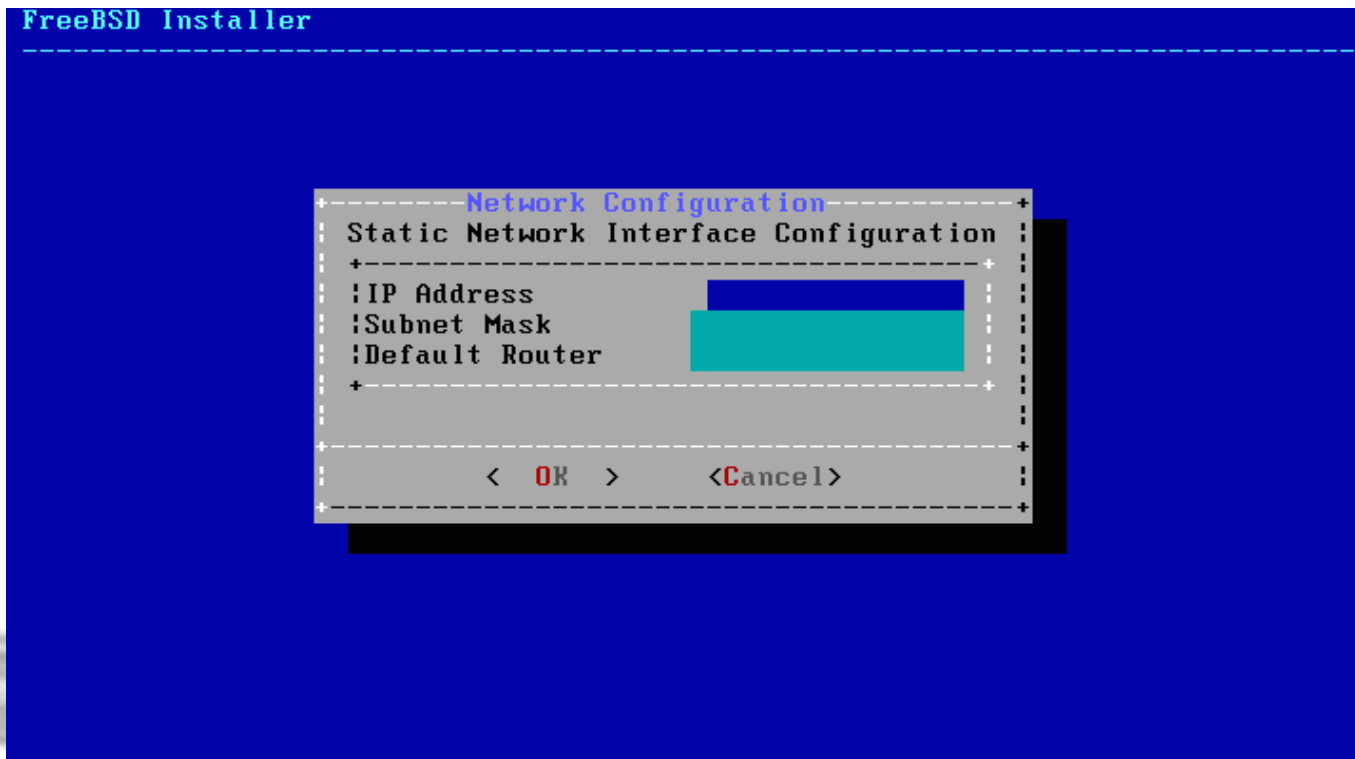 FreeBSD Installer
Network Configuration
Static Network Interface Configuration
IP Address
Subnet Mask
Default Router
< OK > <Cancel>